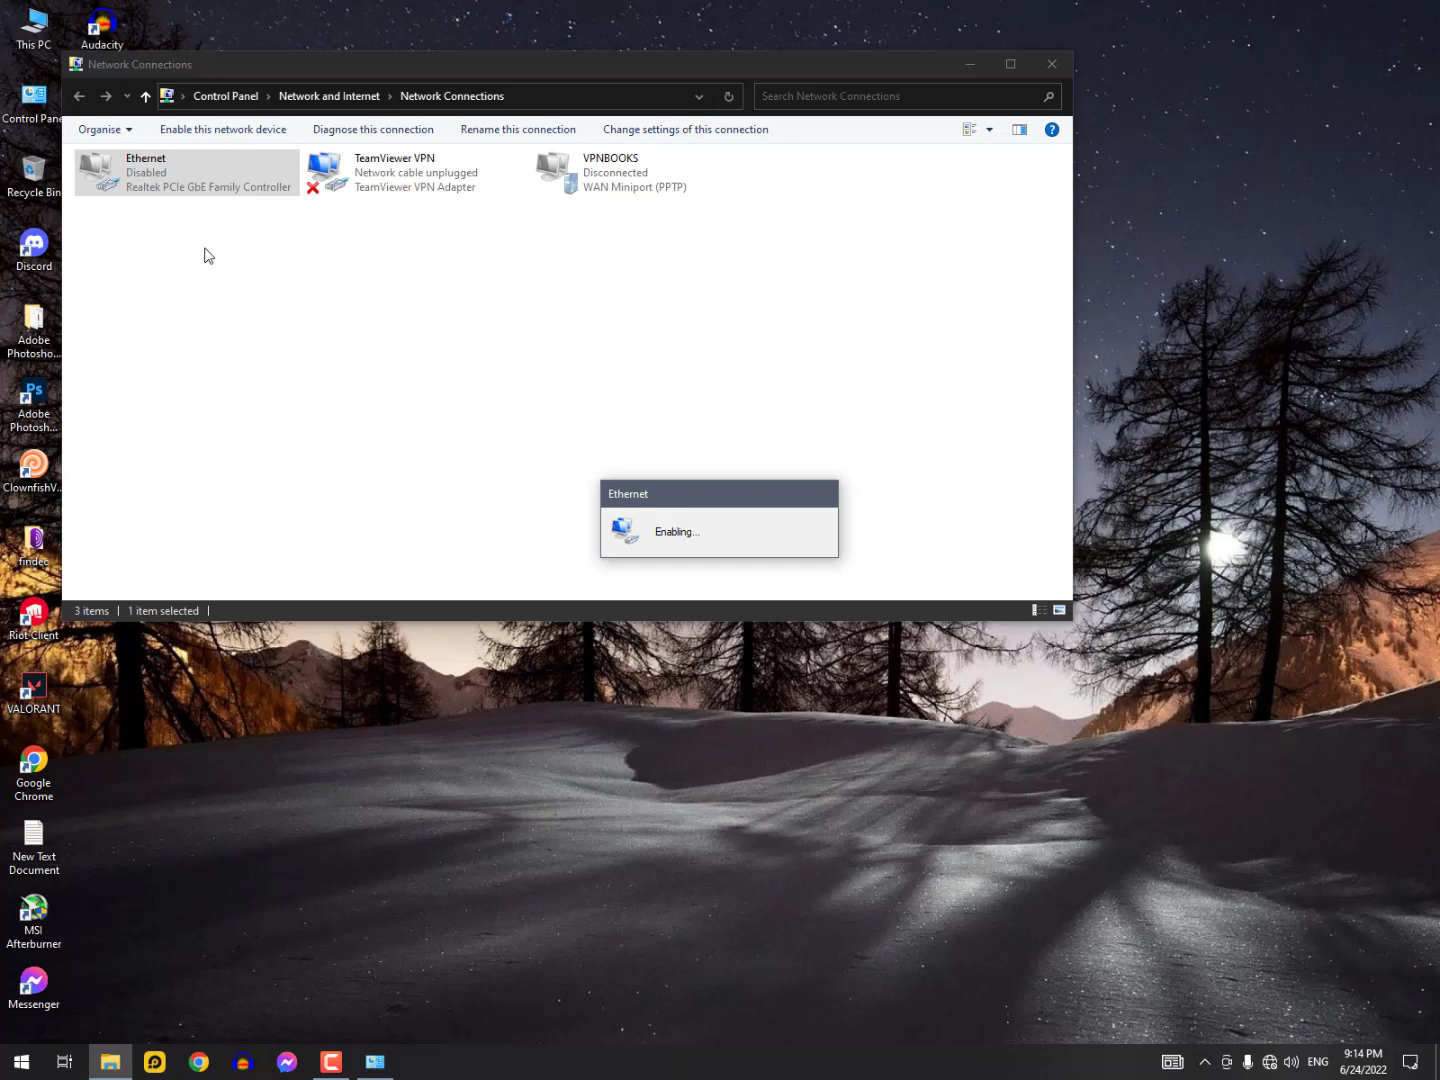 This PC
Audacity
Network Connections
Control Panel
Network and Internet
Network Connections
Search Network Connections
Organise
Enable this network device
Diagnose this connection
Rename this connection
Change settings of this connection
Ethernet
Disabled
Realtek PCIe GbE Family Controller
TeamViewer VPN
Network cable unplugged
TeamViewer VPN Adapter
VPNBOOKS
Disconnected
WAN Miniport (PPTP)
Ethernet
Enabling...
3 items
1 item selected
Control Pane
Recycle Bin
Discord
Adobe
Photosho...
Ps
Adobe
Photosh...
ClownfishV...
findec
Riot Client
VALORANT
Google
Chrome
New Text
Document
MSI
Afterburner
Messenger
ENG
9:14 PM
6/24/2022